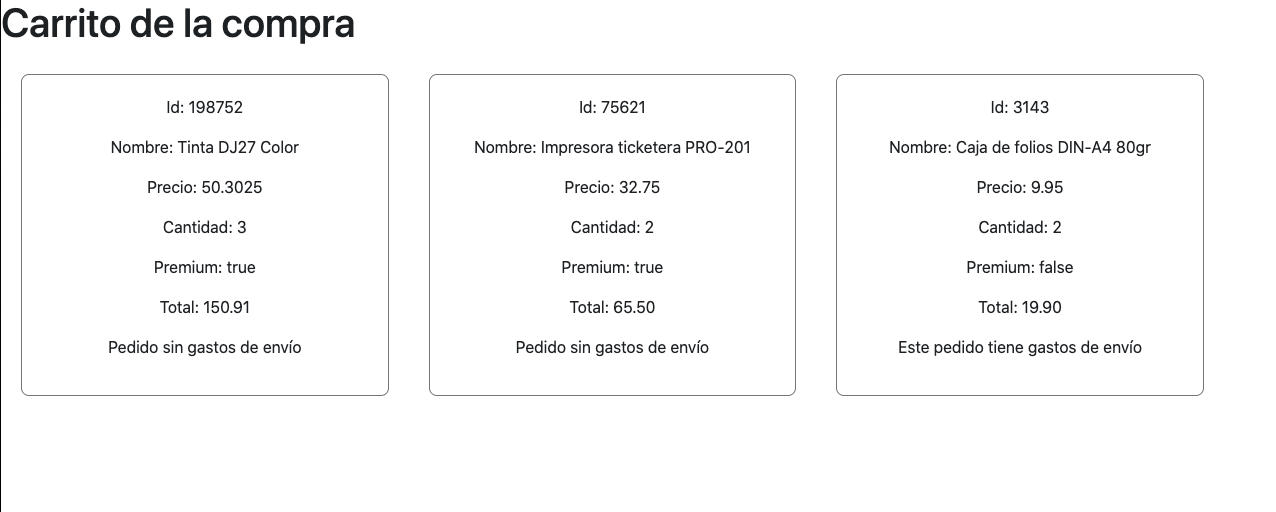 Carrito de la compra
Id: 198752
Nombre: Tinta DJ27 Color
Precio: 50.3025
Cantidad: 3
Premium: true
Total: 150.91
Pedido sin gastos de envío
Id: 75621
Nombre: Impresora ticketera PRO-201
Precio: 32.75
Cantidad: 2
Premium: true
Total: 65.50
Pedido sin gastos de envío
Id: 3143
Nombre: Caja de folios DIN-A4 80gr
Precio: 9.95
Cantidad: 2
Premium: false
Total: 19.90
Este pedido tiene gastos de envío